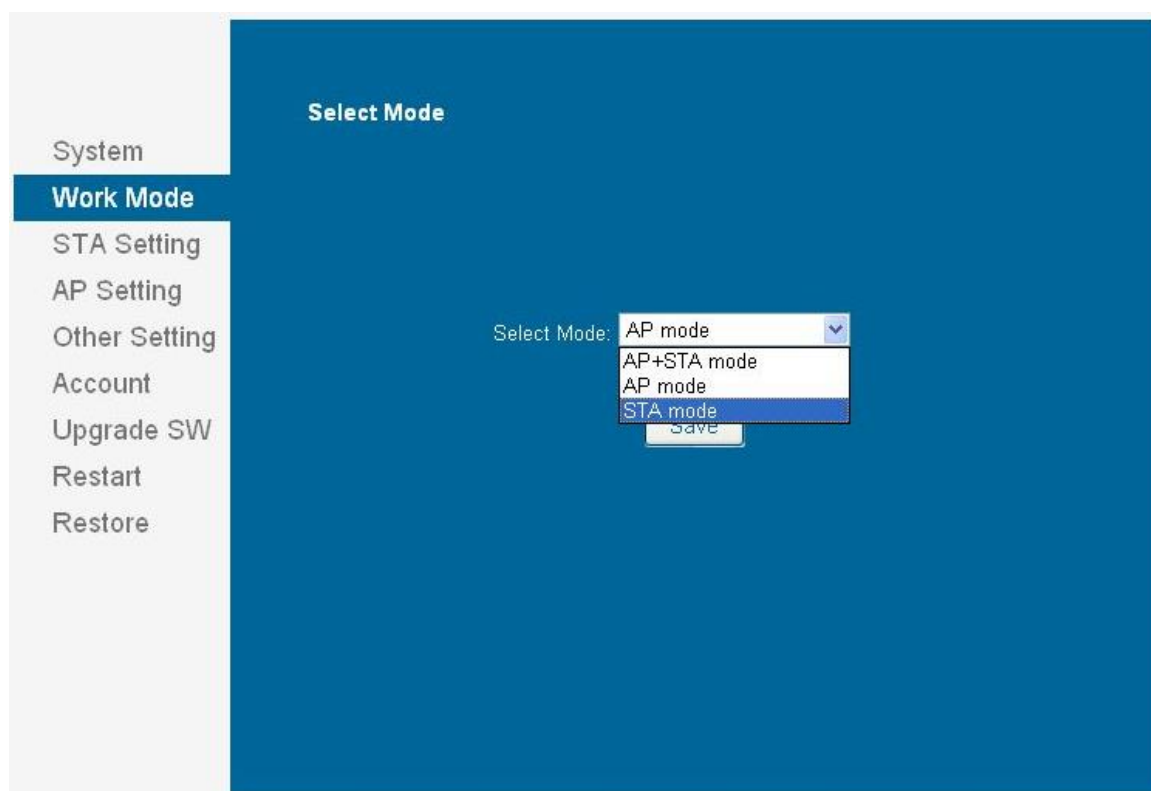 Select Mode
System
Work Mode
STA Setting
AP Setting
Other Setting
Account
Upgrade SW
Restart
Restore
Select Mode: AP mode
AP+STA mode
AP mode
STA mode
Save